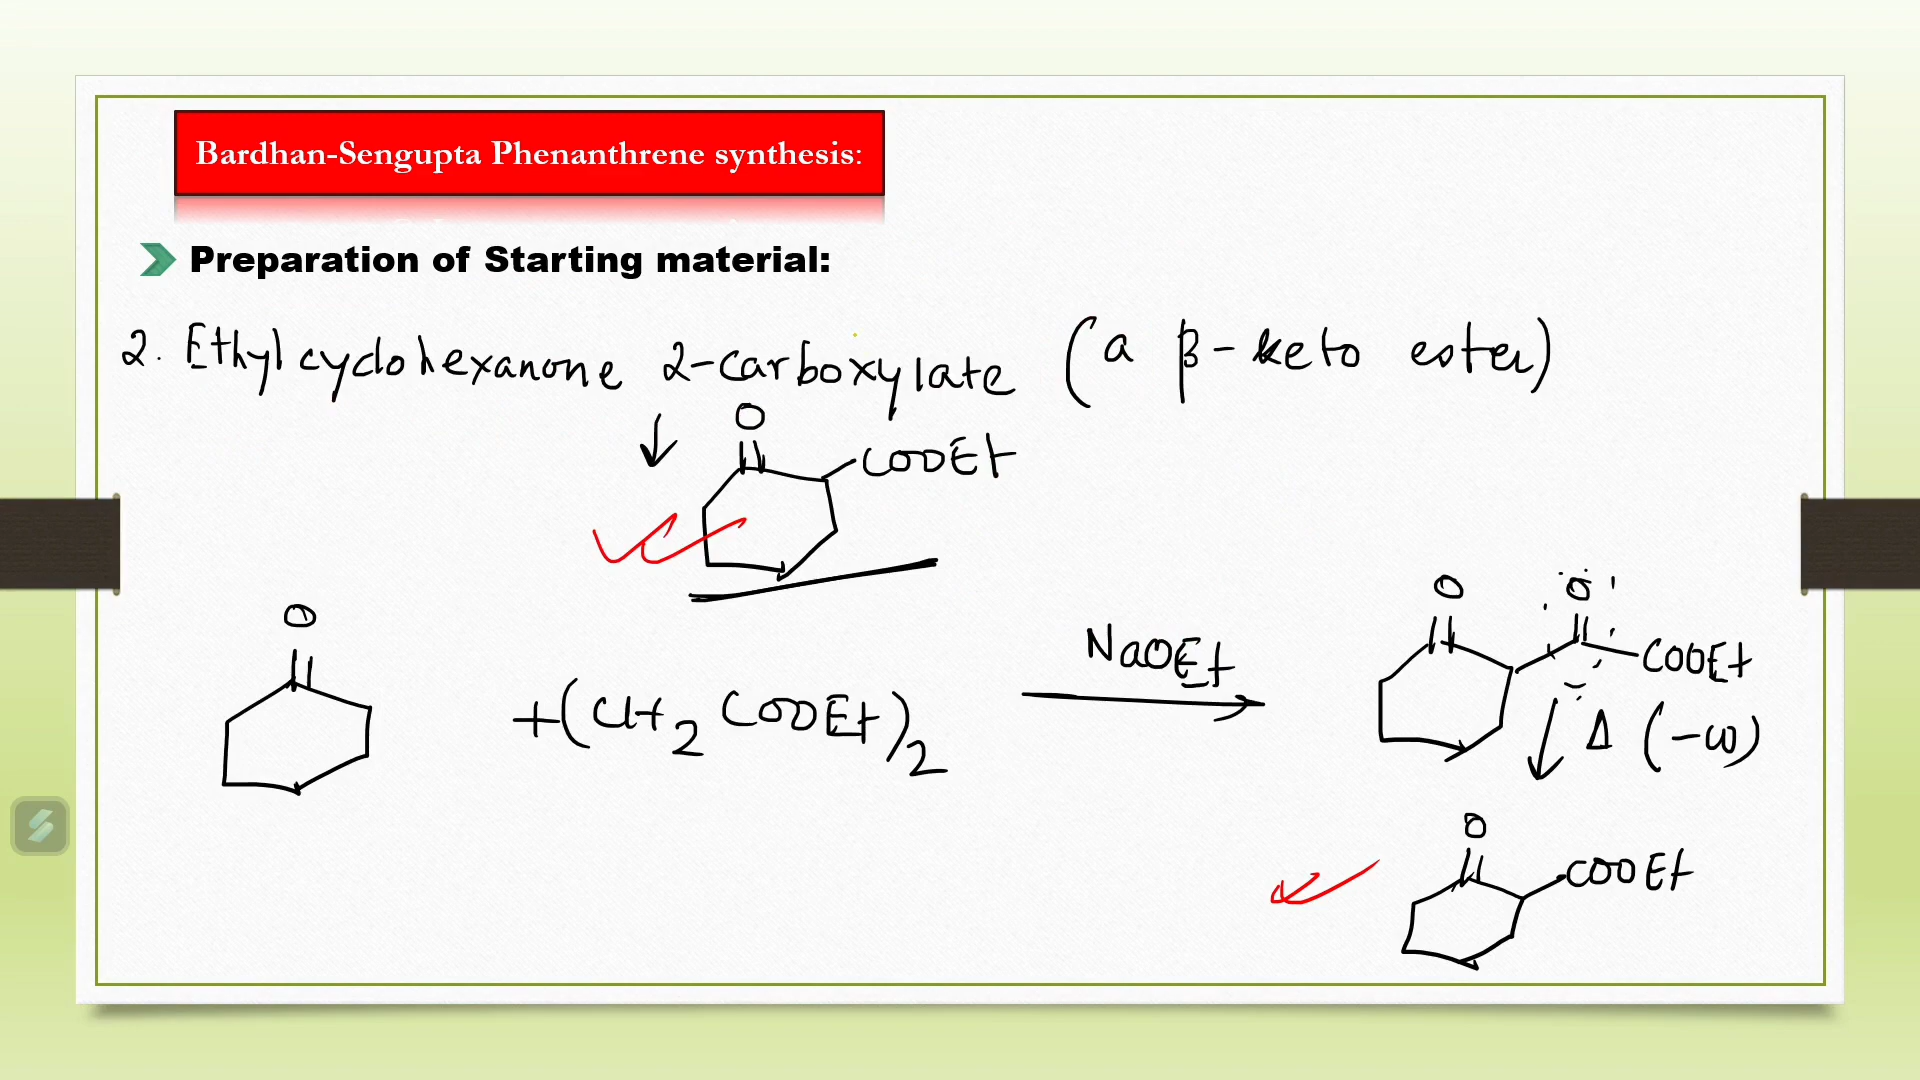 Bardhan-Sengupta Phenanthrene synthesis:
Preparation of Starting material:
2. Ethyl cyclohexanone 2-carboxylate (a β-keto ester)
O
COOEt
O
+(CH2COOEt)2
NaOEt
O
O
COOEt
Δ (-CO)
O
COOEt